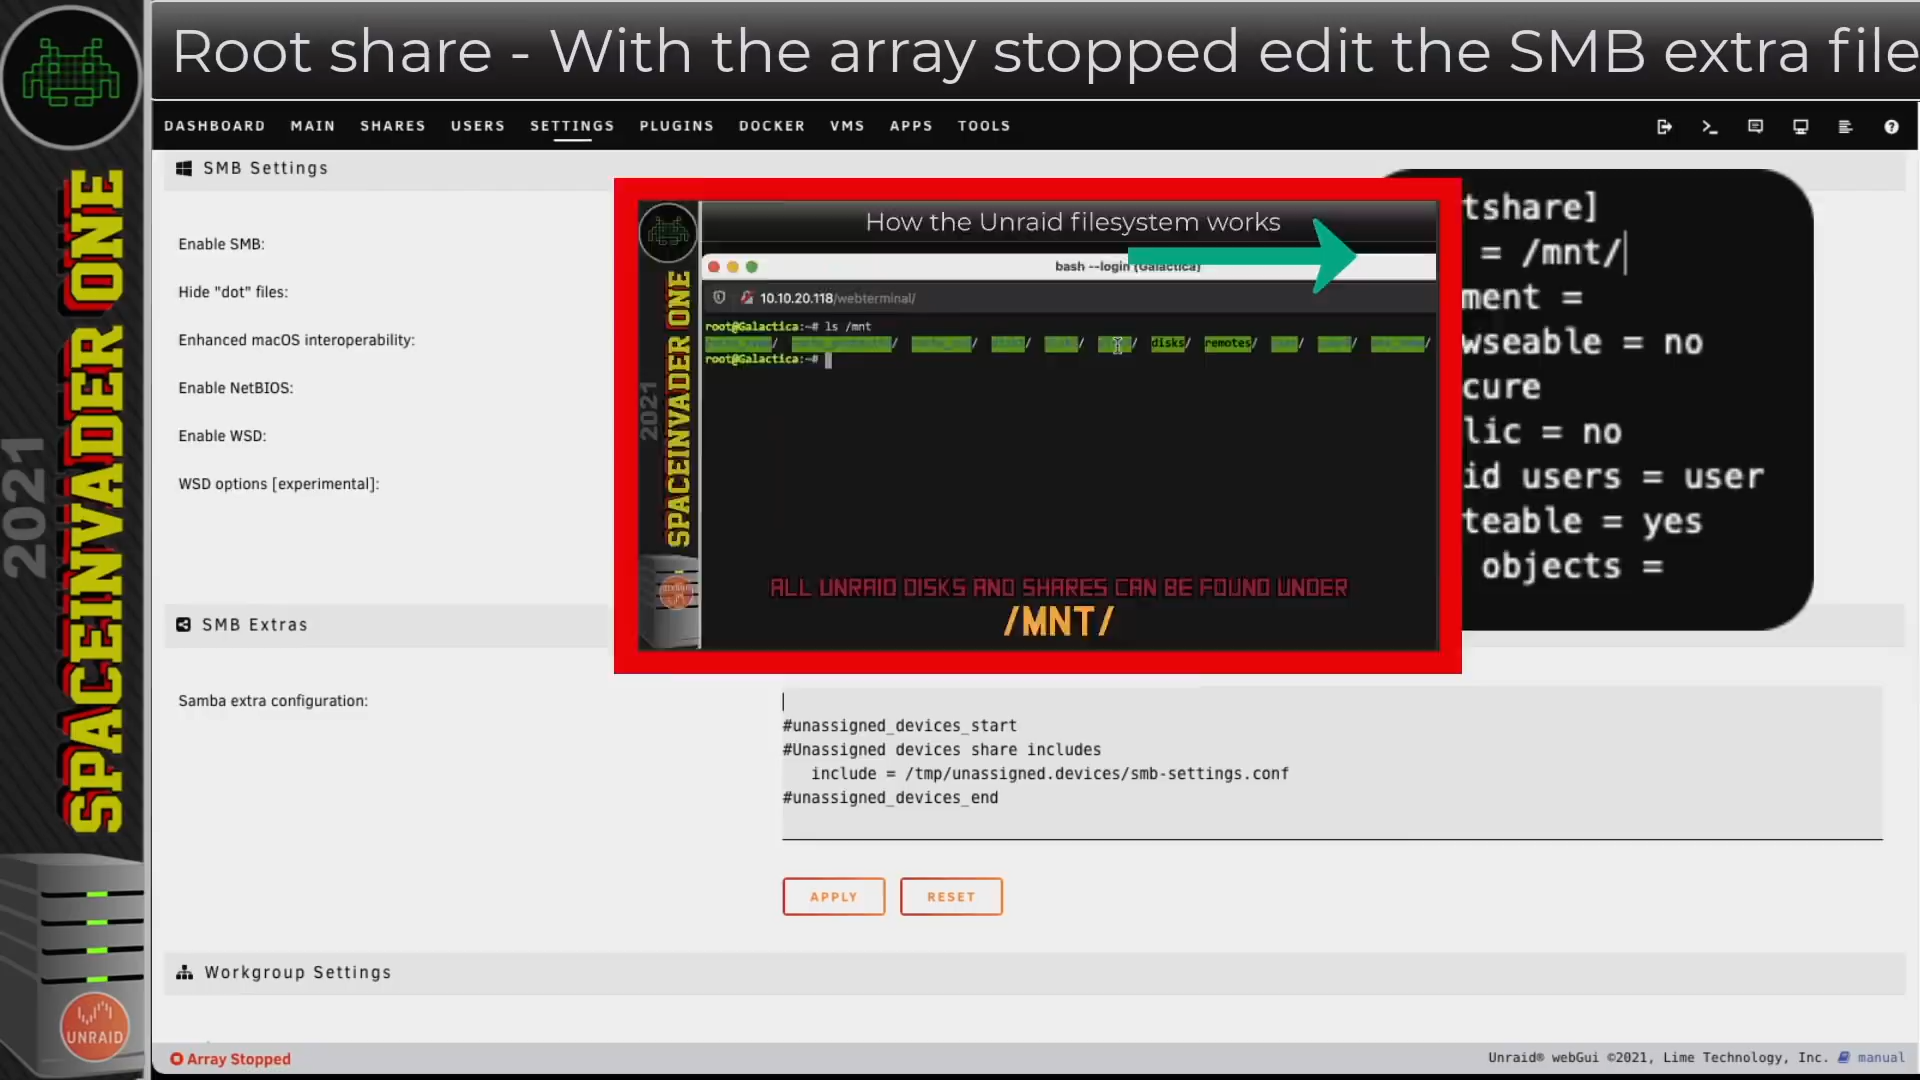 Root share - With the array stopped edit the SMB extra file
DASHBOARD MAIN SHARES USERS SETTINGS PLUGINS DOCKER VMS APPS TOOLS
SMB Settings
Enable SMB:
Hide "dot" files:
Enhanced macOS interoperability:
Enable NetBIOS:
Enable WSD:
WSD options [experimental]:
How the Unraid filesystem works
bash --login (Galactica)
10.10.20.118/webterminal/
root@Galactica:~# ls /mnt
disks/ remotes/
root@Galactica:~#
2021
SPACEINVADER ONE
ALL UNRAID DISKS AND SHARES CAN BE FOUND UNDER
/MNT/
tshare]
= /mnt/
ment =
wseable = no
cure
lic = no
id users = user
teable = yes
objects =
SMB Extras
Samba extra configuration:
#unassigned_devices_start
#Unassigned devices share includes
include = /tmp/unassigned.devices/smb-settings.conf
#unassigned_devices_end
APPLY RESET
Workgroup Settings
Array Stopped
Unraid® webGui ©2021, Lime Technology, Inc. manual
2021
SPACEINVADER ONE
UNRAID